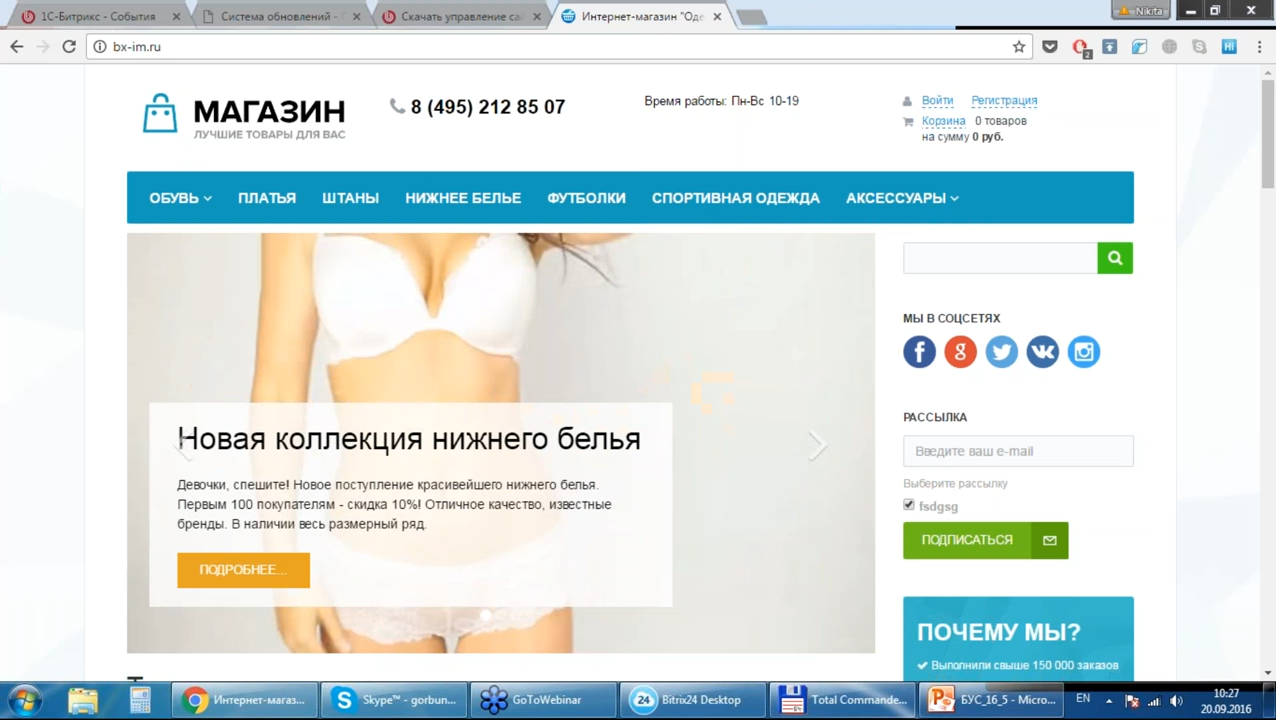 1С-Битрикс - События
Система обновлений -
Скачать управление сай
Интернет-магазин "Оде
Nikita
bx-im.ru
2
Hi
МАГАЗИН
ЛУЧШИЕ ТОВАРЫ ДЛЯ ВАС
8 (495) 212 85 07
Время работы: Пн-Вс 10-19
Войти Регистрация
Корзина 0 товаров
на сумму 0 руб.
ОБУВЬ ПЛАТЬЯ ШТАНЫ НИЖНЕЕ БЕЛЬЕ ФУТБОЛКИ СПОРТИВНАЯ ОДЕЖДА АКСЕССУАРЫ
Новая коллекция нижнего белья
Девочки, спешите! Новое поступление красивейшего нижнего белья.
Первым 100 покупателям - скидка 10%! Отличное качество, известные
бренды. В наличии весь размерный ряд.
ПОДРОБНЕЕ...
МЫ В СОЦСЕТЯХ
РАССЫЛКА
Введите ваш e-mail
Выберите рассылку
fsdgsg
ПОДПИСАТЬСЯ
ПОЧЕМУ МЫ?
Выполнили свыше 150 000 заказов
Интернет-магаз...
Skype™ - gorbun...
GoToWebinar
24 Bitrix24 Desktop
Total Commande...
БУС_16_5 - Micro...
EN
10:27
20.09.2016